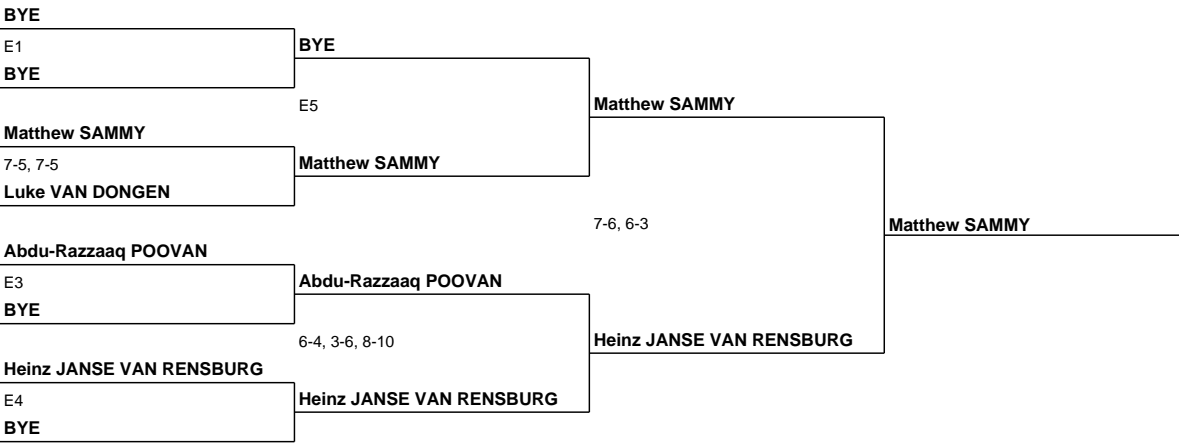 BYE
E1
BYE
BYE
E5
Matthew SAMMY
Matthew SAMMY
7-5, 7-5
Matthew SAMMY
Luke VAN DONGEN
7-6, 6-3
Matthew SAMMY
Abdu-Razzaaq POOVAN
E3
Abdu-Razzaaq POOVAN
BYE
6-4, 3-6, 8-10
Heinz JANSE VAN RENSBURG
Heinz JANSE VAN RENSBURG
E4
Heinz JANSE VAN RENSBURG
BYE